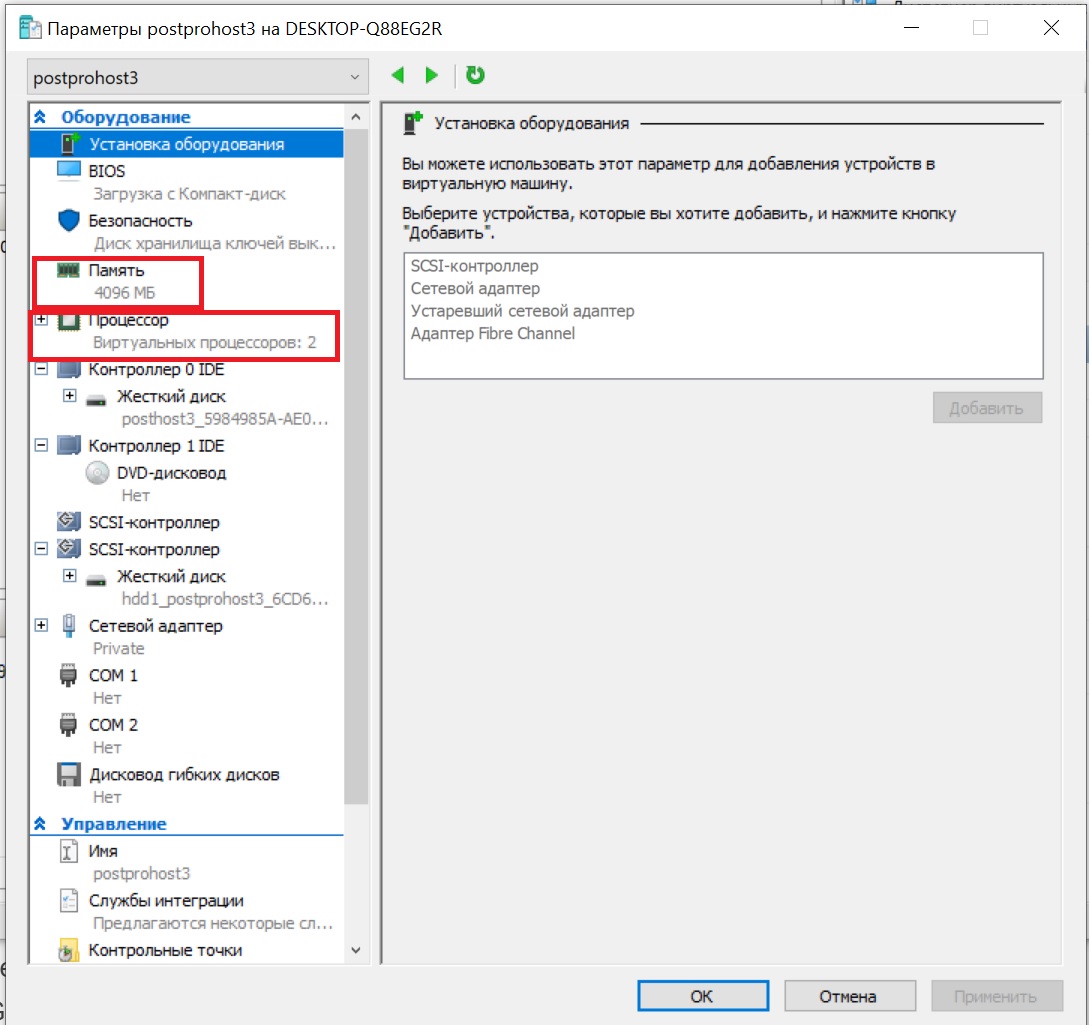 Параметры postprohost3 на DESKTOP-Q88EG2R
postprohost3
Оборудование
Установка оборудования
BIOS
Загрузка с Компакт-диск
Безопасность
Диск хранилища ключей вык...
Память
4096 МБ
Процессор
Виртуальных процессоров: 2
Контроллер 0 IDE
Жесткий диск
posthost3_5984985A-AE0...
Контроллер 1 IDE
DVD-дисковод
Нет
SCSI-контроллер
SCSI-контроллер
Жесткий диск
hdd1_postprohost3_6CD6...
Сетевой адаптер
Private
COM 1
Нет
COM 2
Нет
Дисковод гибких дисков
Нет
Управление
Имя
postprohost3
Службы интеграции
Предлагаются некоторые сл...
Контрольные точки
Установка оборудования
Вы можете использовать этот параметр для добавления устройств в
виртуальную машину.
Выберите устройства, которые вы хотите добавить, и нажмите кнопку
"Добавить".
SCSI-контроллер
Сетевой адаптер
Устаревший сетевой адаптер
Адаптер Fibre Channel
Добавить
ОК
Отмена
Применить